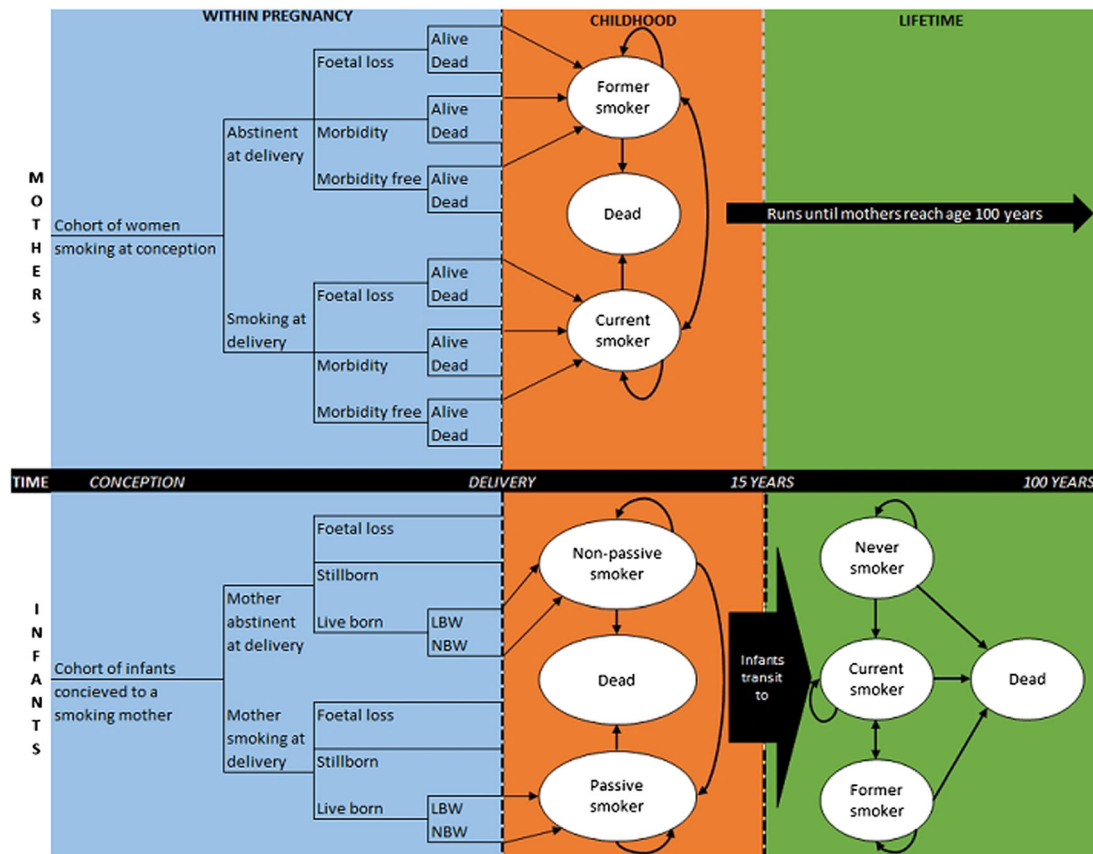 WITHIN PREGNANCY
CHILDHOOD
LIFETIME
MOTHERS
Cohort of women
smoking at conception
Abstinent
at delivery
Foetal loss
Alive
Dead
Morbidity
Alive
Dead
Morbidity free
Alive
Dead
Smoking at
delivery
Foetal loss
Alive
Dead
Morbidity
Alive
Dead
Morbidity free
Alive
Dead
Former
smoker
Dead
Current
smoker
Runs until mothers reach age 100 years
TIME
CONCEPTION
DELIVERY
15 YEARS
100 YEARS
INFANTS
Cohort of infants
concieved to a
smoking mother
Mother
abstinent
at delivery
Foetal loss
Stillborn
Live born
LBW
NBW
Mother
smoking at
delivery
Foetal loss
Stillborn
Live born
LBW
NBW
Non-passive
smoker
Dead
Passive
smoker
Infants
transit
to
Never
smoker
Current
smoker
Former
smoker
Dead